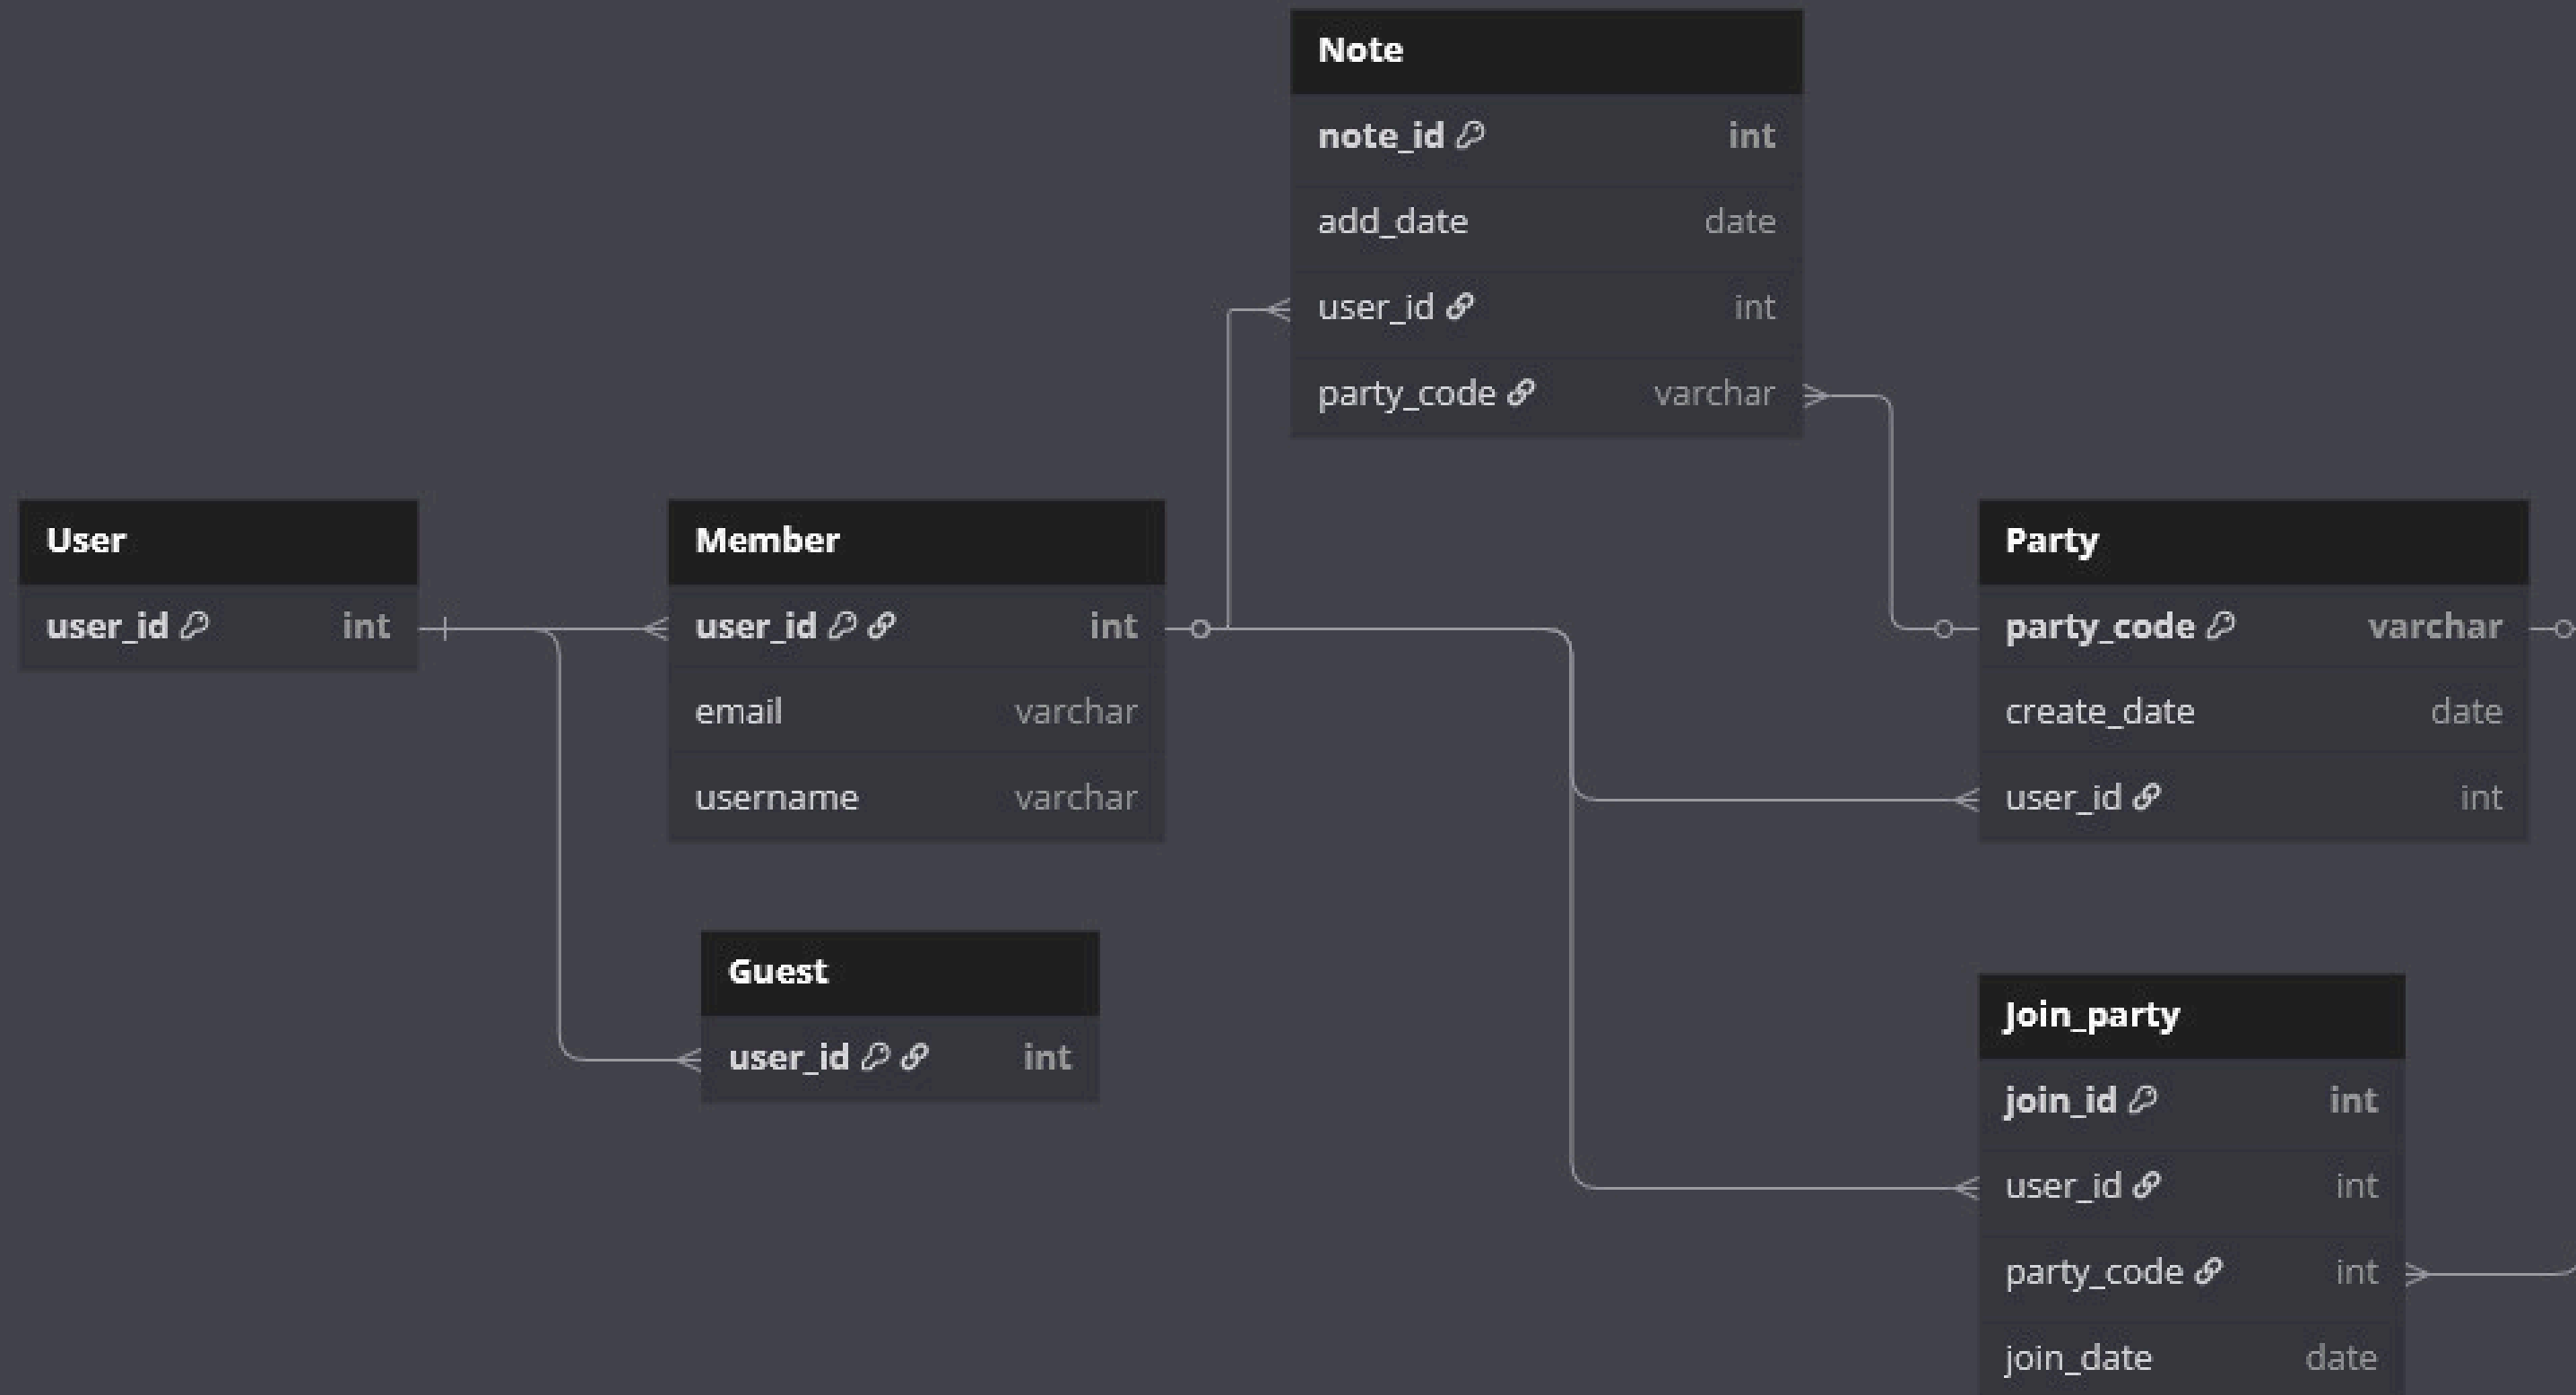 Note
note_id int
add_date date
user_id int
party_code varchar
User
user_id int
Member
user_id int
email varchar
username varchar
Guest
user_id int
Party
party_code varchar
create_date date
user_id int
Join_party
join_id int
user_id int
party_code int
join_date date